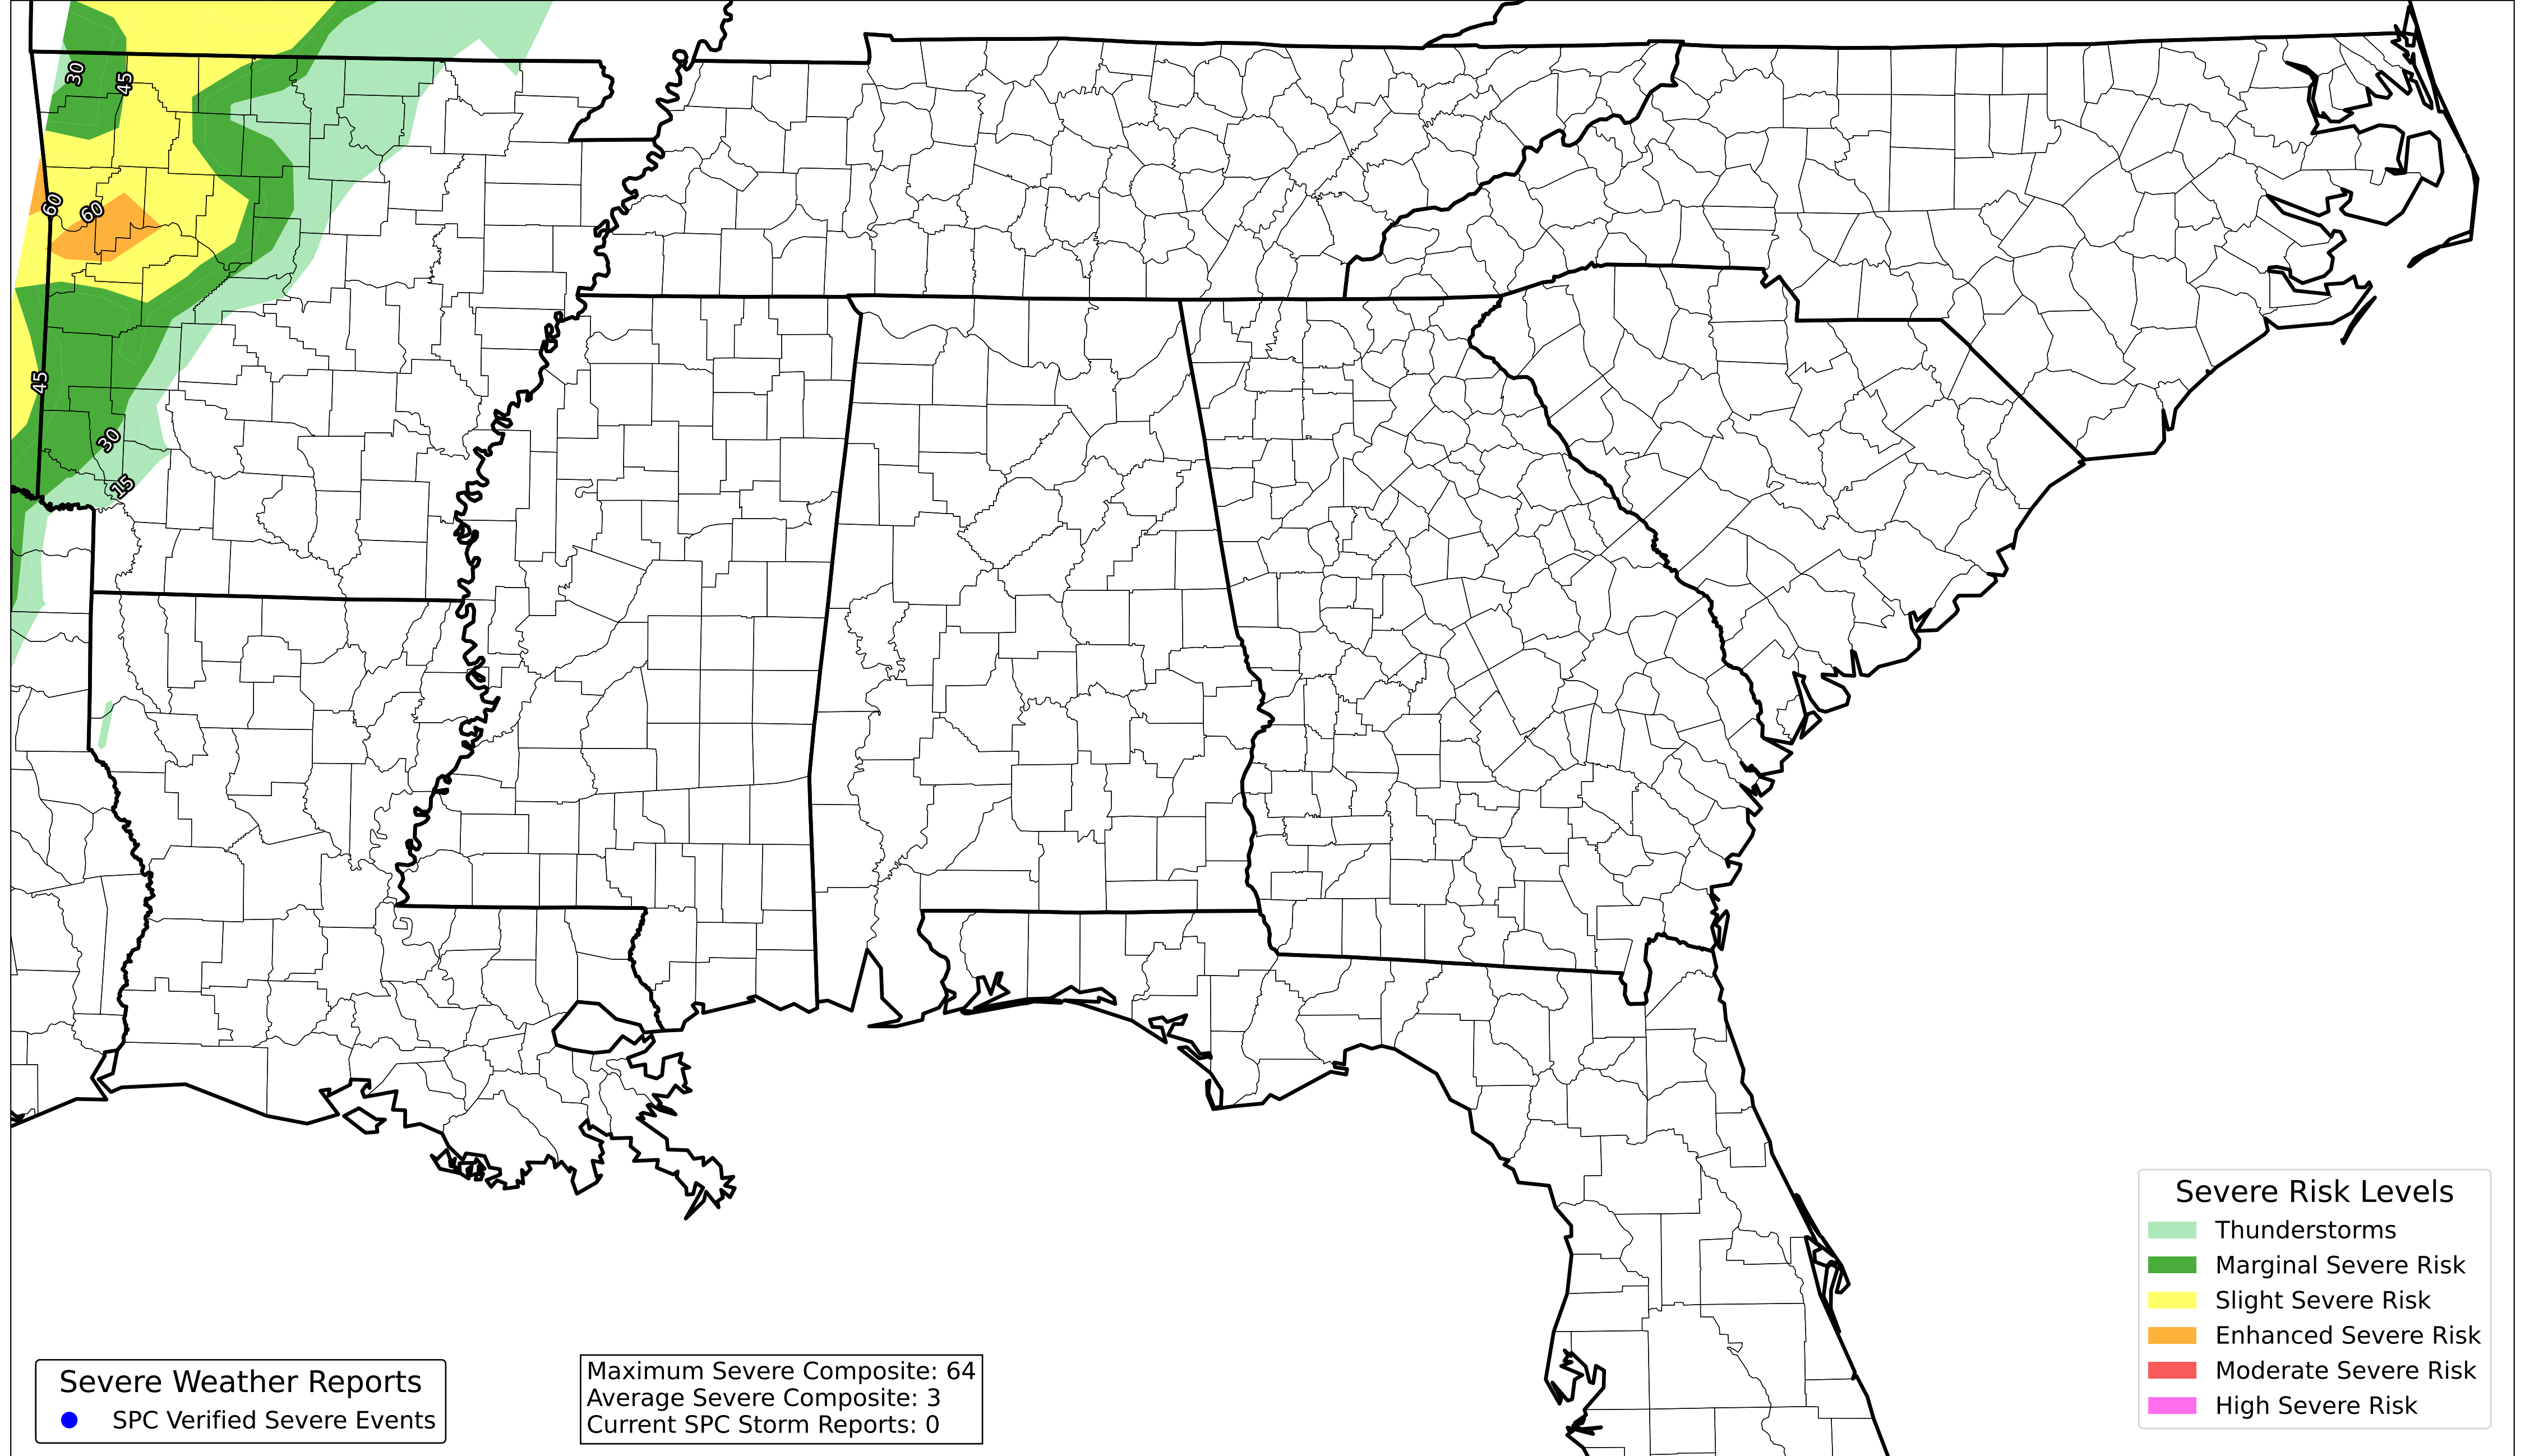 30
45
60
60
45
30
15
Severe Risk Levels
Thunderstorms
Marginal Severe Risk
Slight Severe Risk
Enhanced Severe Risk
Moderate Severe Risk
High Severe Risk
Severe Weather Reports
SPC Verified Severe Events
Maximum Severe Composite: 64
Average Severe Composite: 3
Current SPC Storm Reports: 0